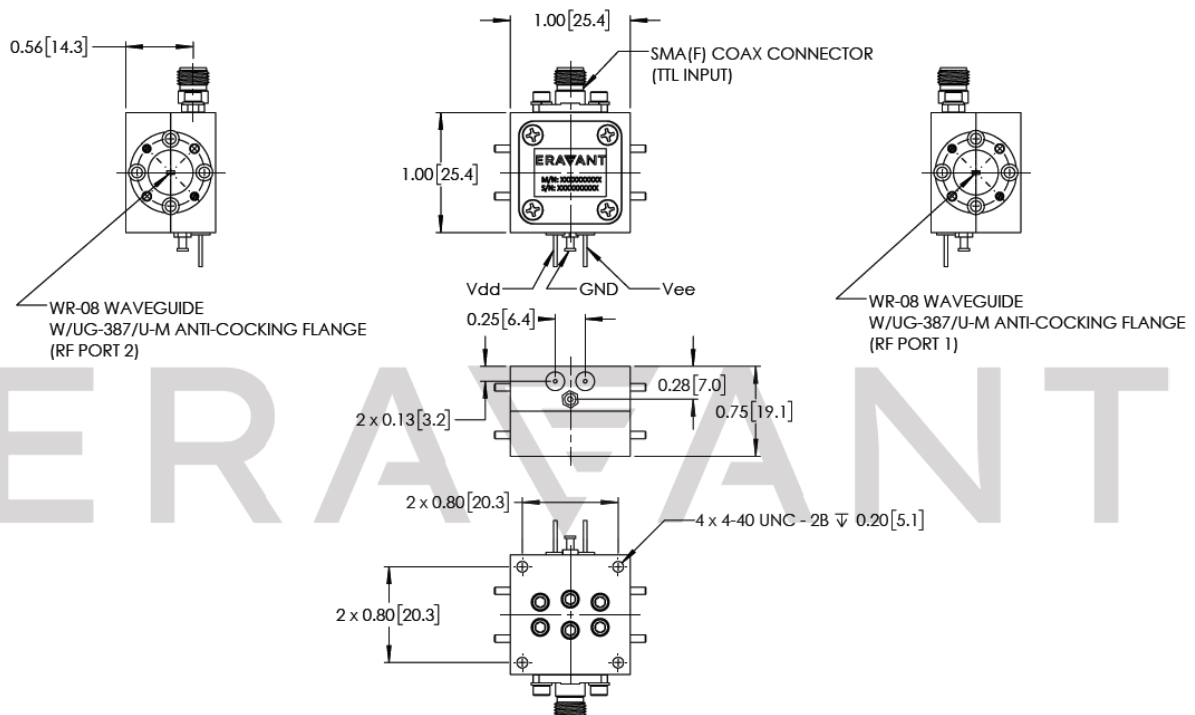 1.00[25.4]
0.56[14.3]
SMA(F) COAX CONNECTOR
(TTL INPUT)
1.00[25.4]
ERAVANT
M/N: XXXXXXXXXX
S/N: XXXXXXXXXX
Vdd
GND
Vee
WR-08 WAVEGUIDE
W/UG-387/U-M ANTI-COCKING FLANGE
(RF PORT 2)
WR-08 WAVEGUIDE
W/UG-387/U-M ANTI-COCKING FLANGE
(RF PORT 1)
0.25[6.4]
0.28[7.0]
2 x 0.13[3.2]
0.75[19.1]
ERAVANT
2 x 0.80[20.3]
4 x 4-40 UNC - 2B ↧ 0.20[5.1]
2 x 0.80[20.3]